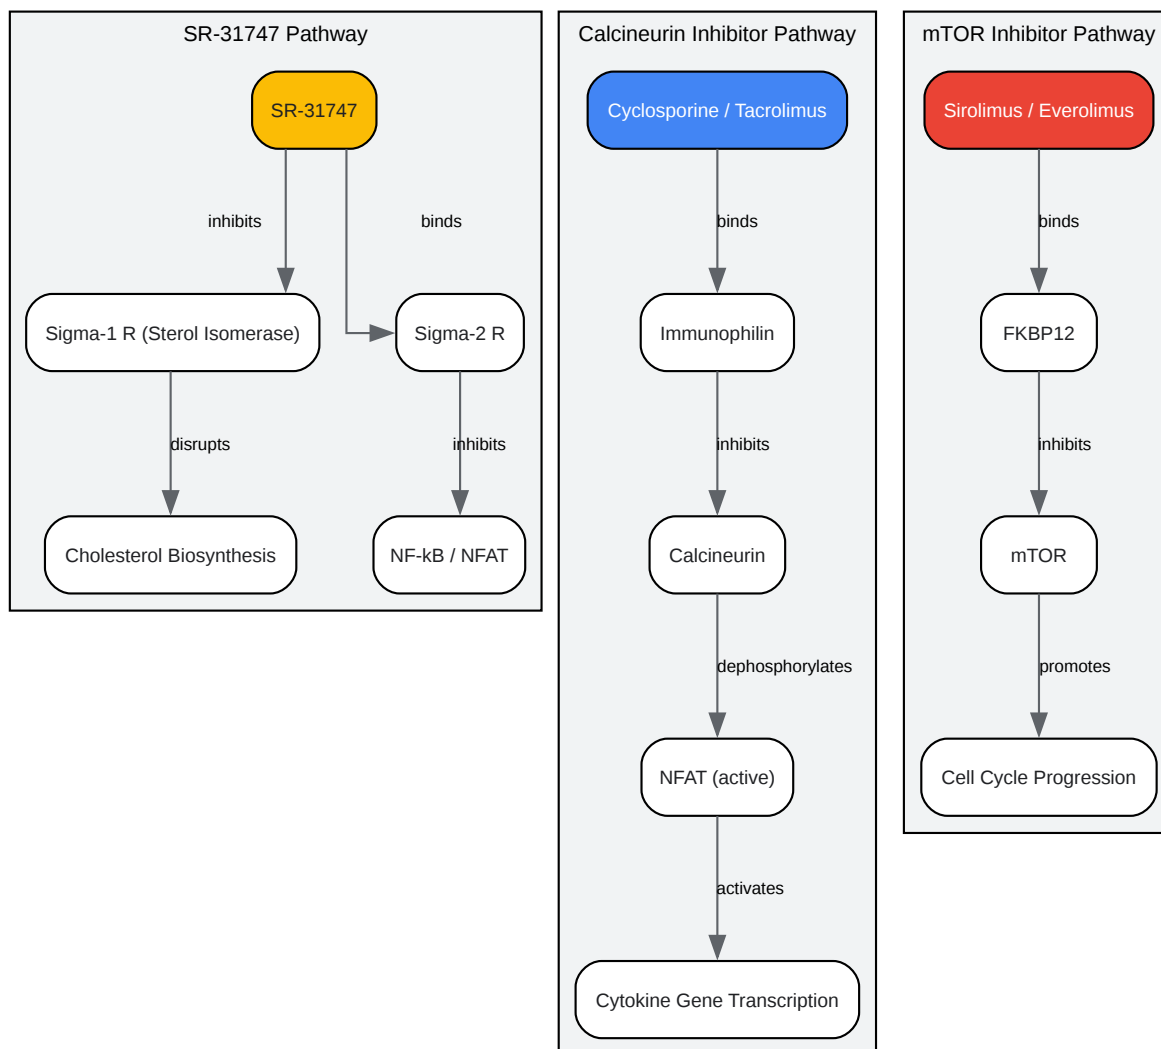 SR-31747 Pathway
SR-31747
inhibits
binds
Sigma-1 R (Sterol Isomerase)
Sigma-2 R
disrupts
inhibits
Cholesterol Biosynthesis
NF-kB / NFAT
Calcineurin Inhibitor Pathway
Cyclosporine / Tacrolimus
binds
Immunophilin
inhibits
Calcineurin
dephosphorylates
NFAT (active)
activates
Cytokine Gene Transcription
mTOR Inhibitor Pathway
Sirolimus / Everolimus
binds
FKBP12
inhibits
mTOR
promotes
Cell Cycle Progression